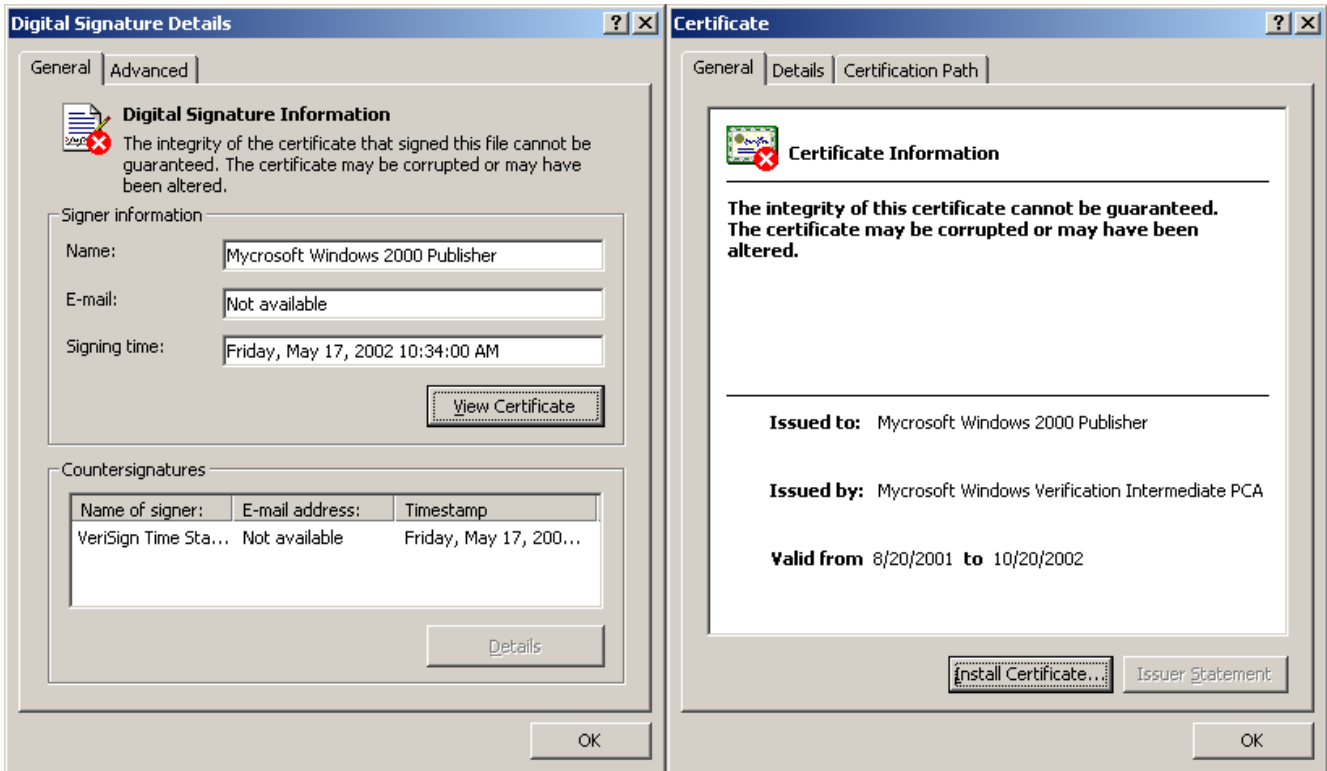 Digital Signature Details
General
Advanced
Digital Signature Information
The integrity of the certificate that signed this file cannot be
guaranteed. The certificate may be corrupted or may have
been altered.
Signer information
Name:
Mycrosoft Windows 2000 Publisher
E-mail:
Not available
Signing time:
Friday, May 17, 2002 10:34:00 AM
View Certificate
Countersignatures
Name of signer: E-mail address: Timestamp
VeriSign Time Sta... Not available Friday, May 17, 200...
Details
OK
Certificate
General
Details
Certification Path
Certificate Information
The integrity of this certificate cannot be guaranteed.
The certificate may be corrupted or may have been
altered.
Issued to: Mycrosoft Windows 2000 Publisher
Issued by: Mycrosoft Windows Verification Intermediate PCA
Valid from 8/20/2001 to 10/20/2002
Install Certificate...
Issuer Statement
OK